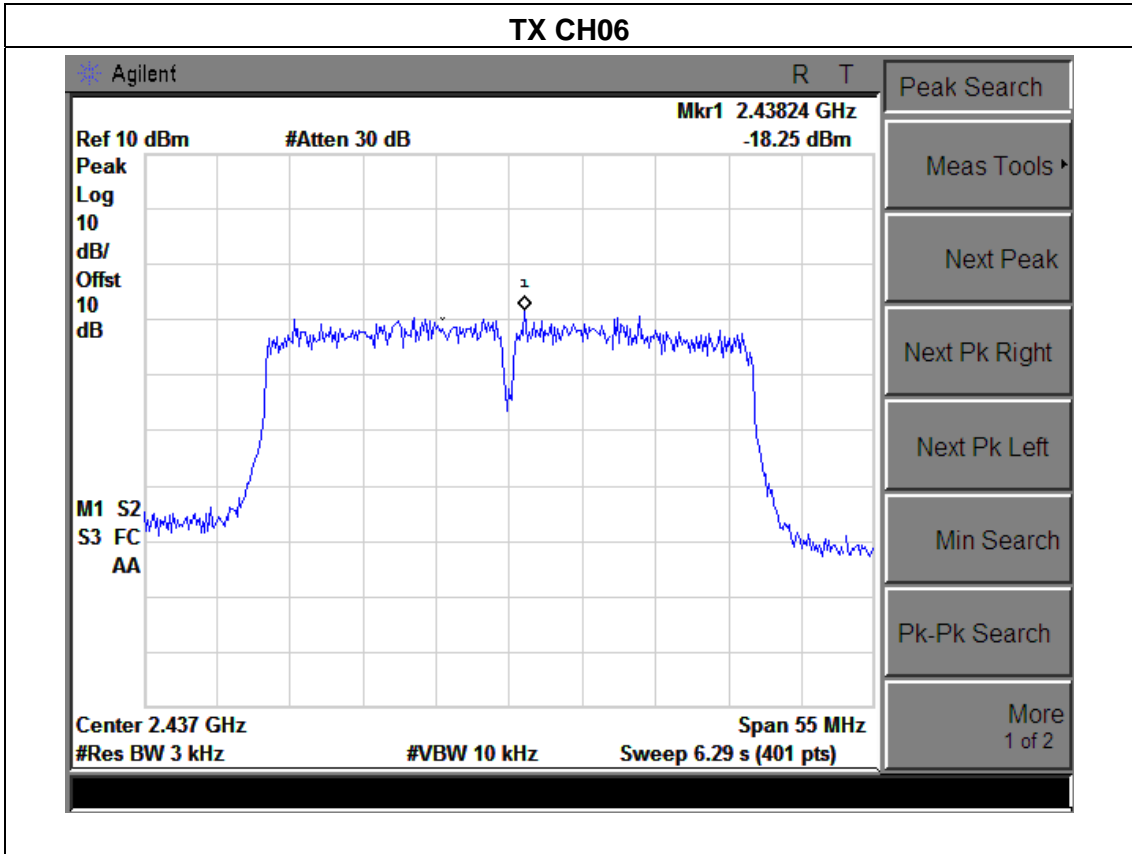 TX CH06
Agilent R T
Peak Search
Mkr1 2.43824 GHz
Ref 10 dBm #Atten 30 dB -18.25 dBm
Peak
Log
10
dB/
Offst
10
dB
1
M1 S2
S3 FC
AA
Center 2.437 GHz Span 55 MHz
#Res BW 3 kHz #VBW 10 kHz Sweep 6.29 s (401 pts)
Meas Tools
Next Peak
Next Pk Right
Next Pk Left
Min Search
Pk-Pk Search
More
1 of 2